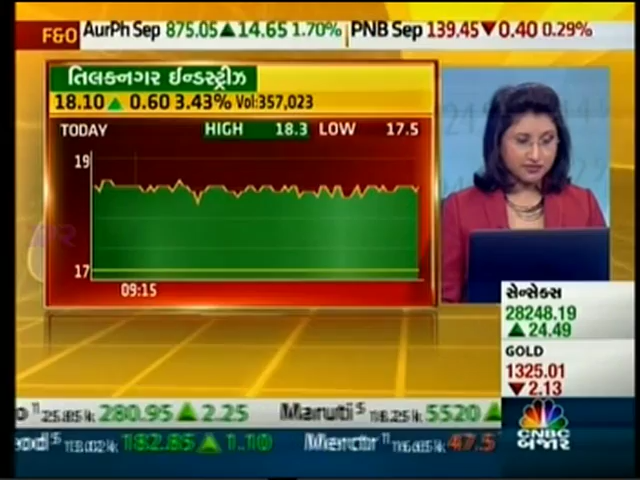 F&O AurPh Sep 875.05▲14.65 1.70% PNB Sep 139.45▼0.40 0.29%
તિલકનગર ઈન્ડસ્ટ્રીઝ
18.10 ▲ 0.60 3.43% Vol:357,023
TODAY HIGH 18.3 LOW 17.5
19
17
09:15
સેન્સેક્સ
28248.19
▲ 24.49
GOLD
1325.01
▼ 2.13
280.95 ▲ 2.25 Maruti 5520 ▲
182.85 ▲ 1.10 47.5
CNBC
બજાર